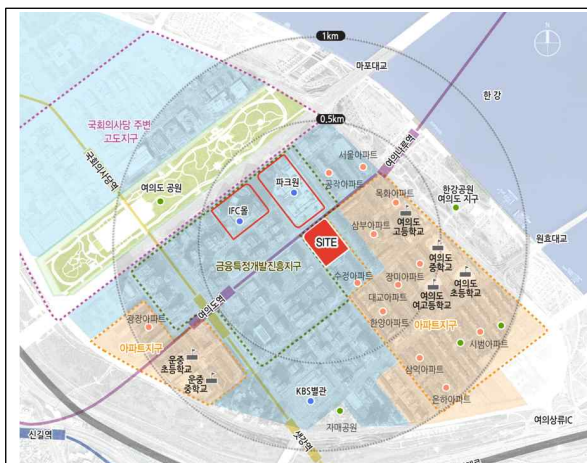 1km
마포대교
한 강
국회의사당 주변
고도지구
0.5km
여의나루역
서울아파트
국회의사당역
여의도 공원
파크원
공작아파트
목화아파트
한강공원
여의도 지구
IFC몰
여의도
고등학교
삼부아파트
원효대교
SITE
여의도
중학교
금융특정개발진흥지구
수정아파트
장미아파트
여의도
초등학교
여의도
여고등학교
대교아파트
여의도역
광장아파트
한양아파트
아파트지구
시범아파트
아파트지구
윤중
초등학교
윤중
중학교
삼익아파트
은하아파트
KBS별관
자매공원
여의상류IC
신길역
샛강역